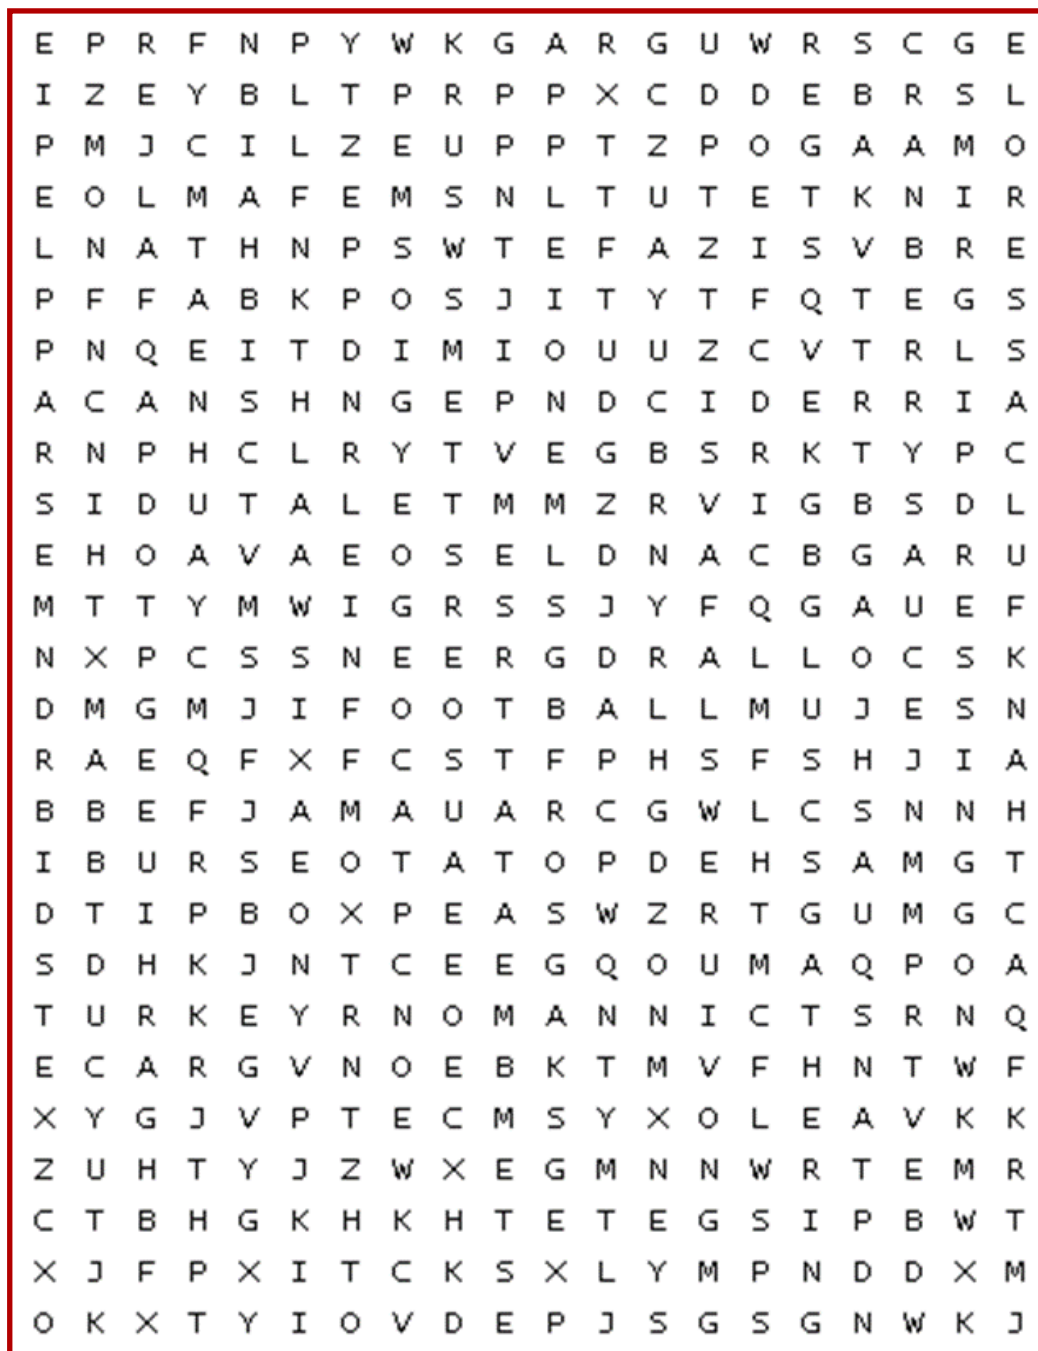 E P R F N P Y W K G A R G U W R S C G E
I Z E Y B L T P R P P X C D D E B R S L
P M J C I L Z E U P P T Z P O G A A M O
E O L M A F E M S N L T U T E T K N I R
L N A T H N P S W T E F A Z I S V B R E
P F F A B K P O S J I T Y T F Q T E G S
P N Q E I T D I M I O U U Z C V T R L S
A C A N S H N G E P N D C I D E R R I A
R N P H C L R Y T V E G B S R K T Y P C
S I D U T A L E T M M Z R V I G B S D L
E H O A V A E O S E L D N A C B G A R U
M T T Y M W I G R S S J Y F Q G A U E F
N X P C S S N E E R G D R A L L O C S K
D M G M J I F O O T B A L L M U J E S N
R A E Q F X F C S T F P H S F S H J I A
B B E F J A M A U A R C G W L C S N N H
I B U R S E O T A T O P D E H S A M G T
D T I P B O X P E A S W Z R T G U M G C
S D H K J N T C E E G Q O U M A Q P O A
T U R K E Y R N O M A N N I C T S R N Q
E C A R G V N O E B K T M V F H N T W F
X Y G J V P T E C M S Y X O L E A V K K
Z U H T Y J Z W X E G M N N W R T E M R
C T B H G K H K H T E T E G S I P B W T
X J F P X I T C K S X L Y M P N D D X M
O K X T Y I O V D E P J S G S G N W K J